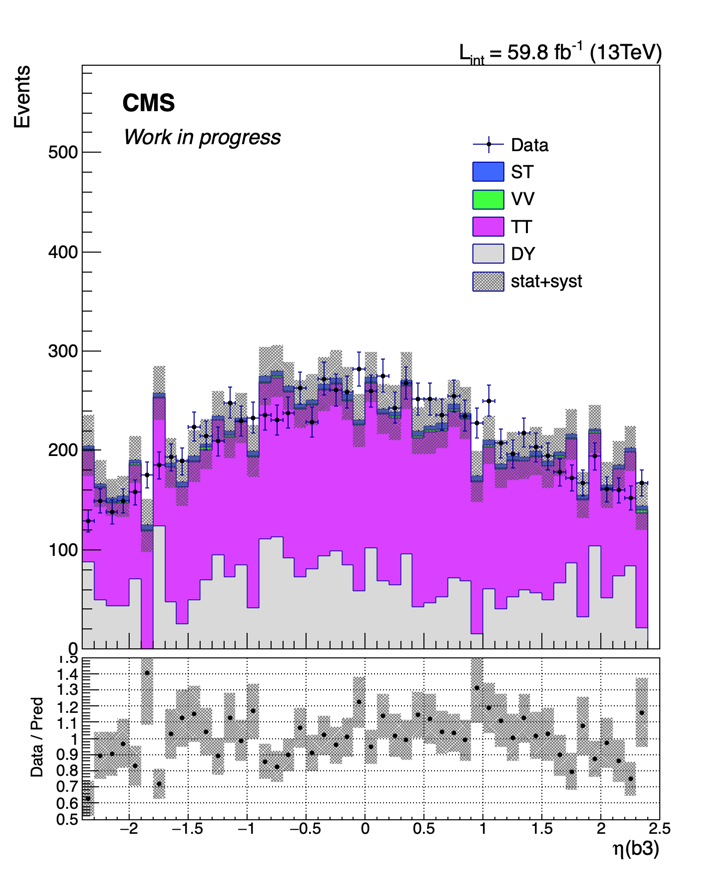 L_int = 59.8 fb⁻¹ (13TeV)
Events
CMS
Work in progress
Data
ST
VV
TT
DY
stat+syst
500
400
300
200
100
0
Data / Pred
1.5
1.4
1.3
1.2
1.1
1
0.9
0.8
0.7
0.6
0.5
−2 −1.5 −1 −0.5 0 0.5 1 1.5 2 2.5
η(b3)